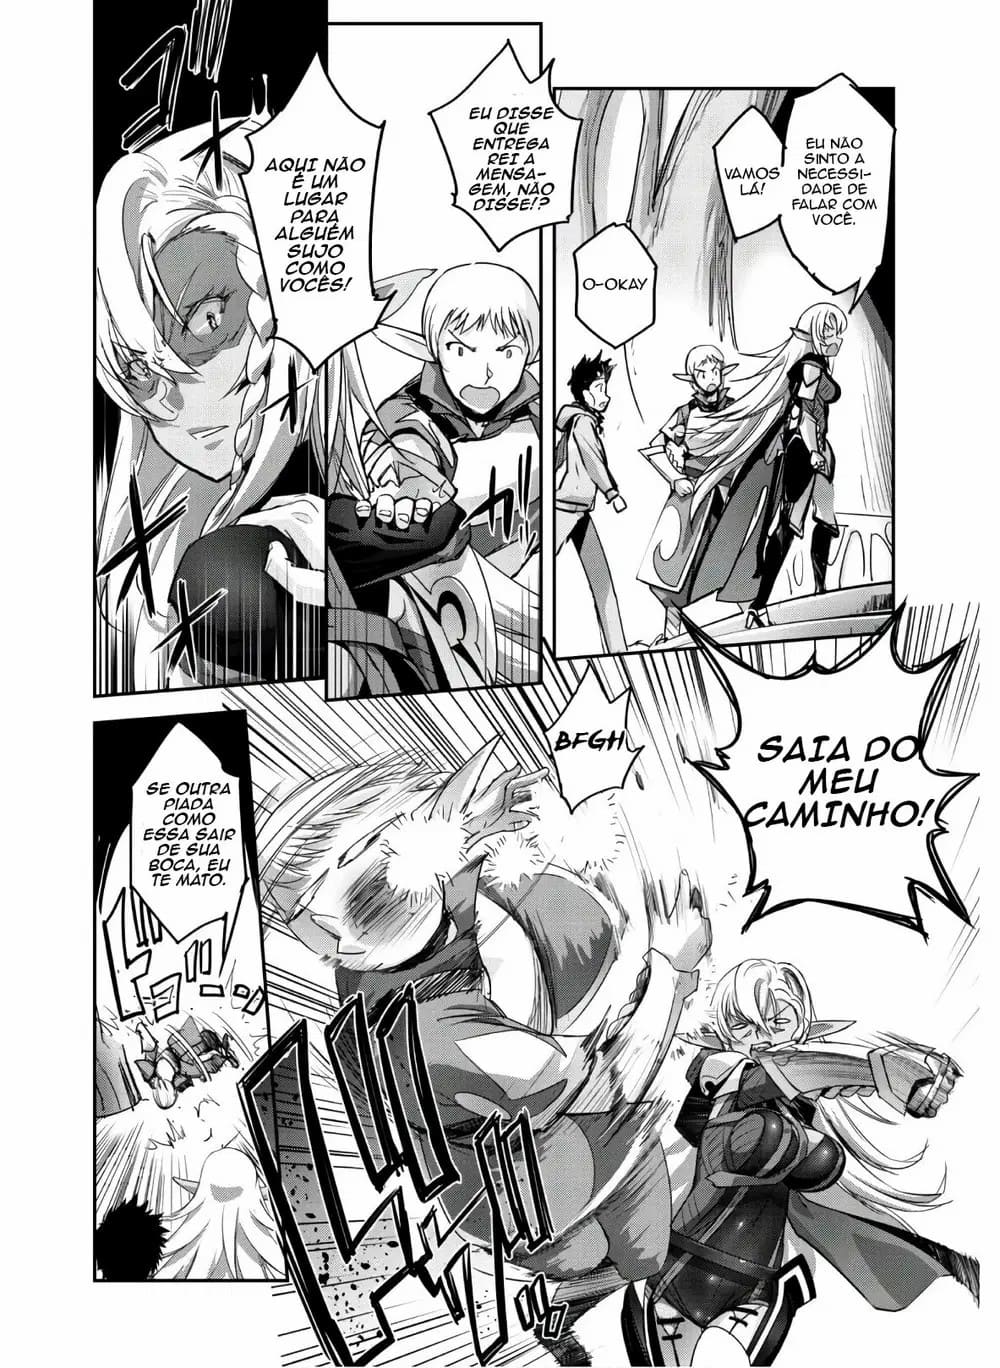 EU NÃO
SINTO A
NECESSI-
DADE DE
FALAR COM
VOCÊ.
VAMOS
LÁ!
O-OKAY
EU DISSE
QUE
ENTREGA
REI A
MENSA-
GEM, NÃO
DISSE!?
AQUI NÃO
É UM
LUGAR
PARA
ALGUÉM
SUJO COMO
VOCÊS!
SAIA DO
MEU
CAMINHO!
BFGH
SE OUTRA
PIADA
COMO
ESSA SAIR
DE SUA
BOCA, EU
TE MATO.